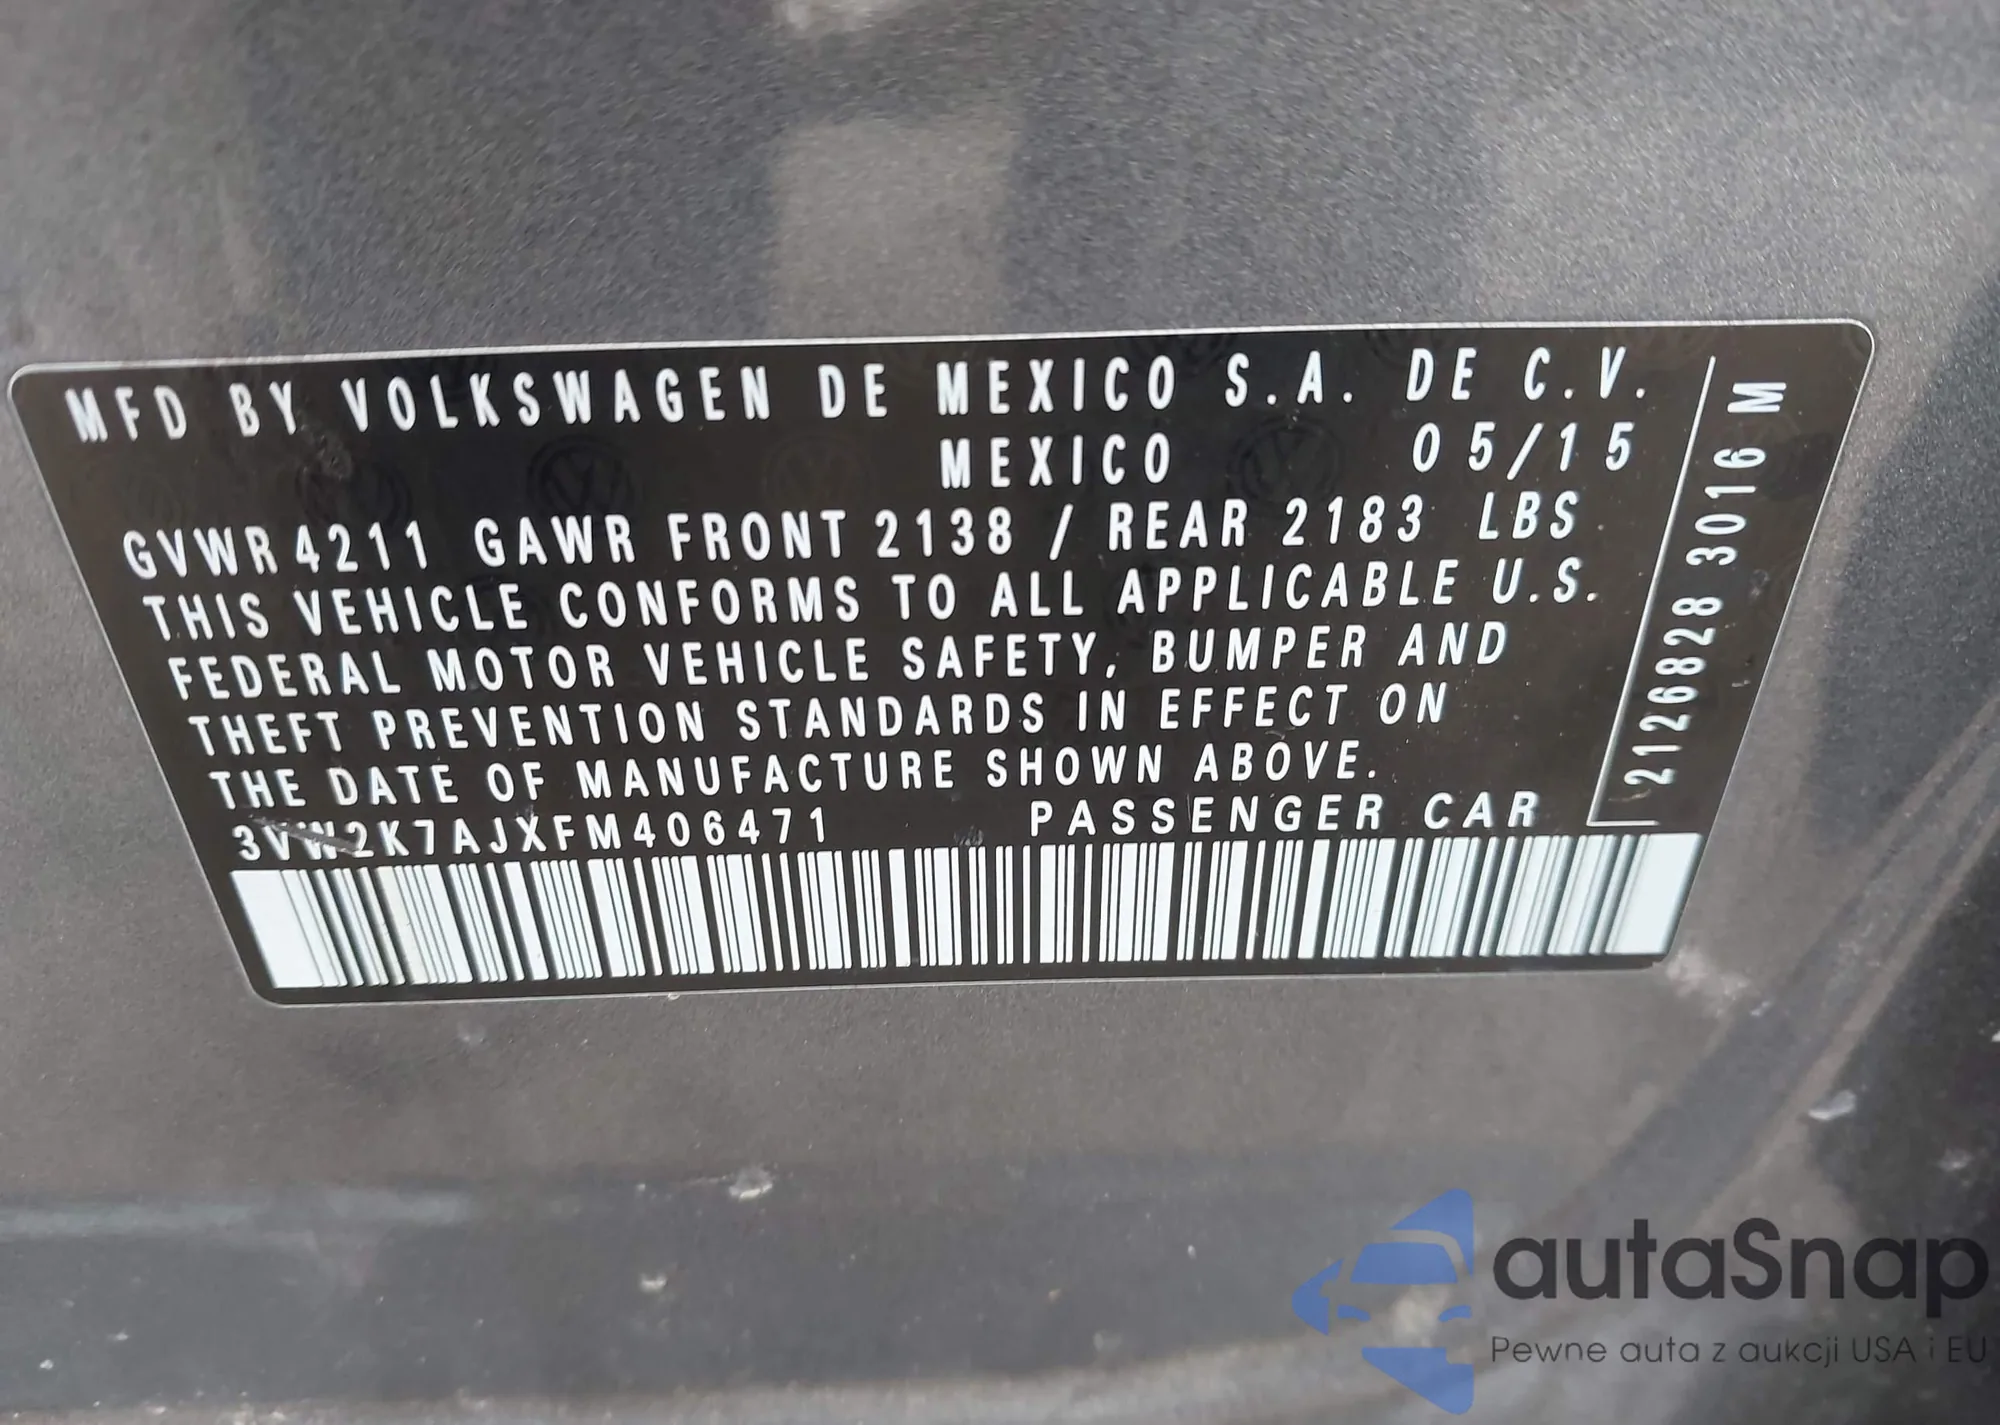 MFD BY VOLKSWAGEN DE MEXICO S.A. DE C.V.
MEXICO 05/15
GVWR 4211 GAWR FRONT 2138 / REAR 2183 LBS
THIS VEHICLE CONFORMS TO ALL APPLICABLE U.S.
FEDERAL MOTOR VEHICLE SAFETY, BUMPER AND
THEFT PREVENTION STANDARDS IN EFFECT ON
THE DATE OF MANUFACTURE SHOWN ABOVE.
3VW2K7AJXFM406471 PASSENGER CAR
2126828 3016 M
autaSnap
Pewne auta z aukcji USA i EU